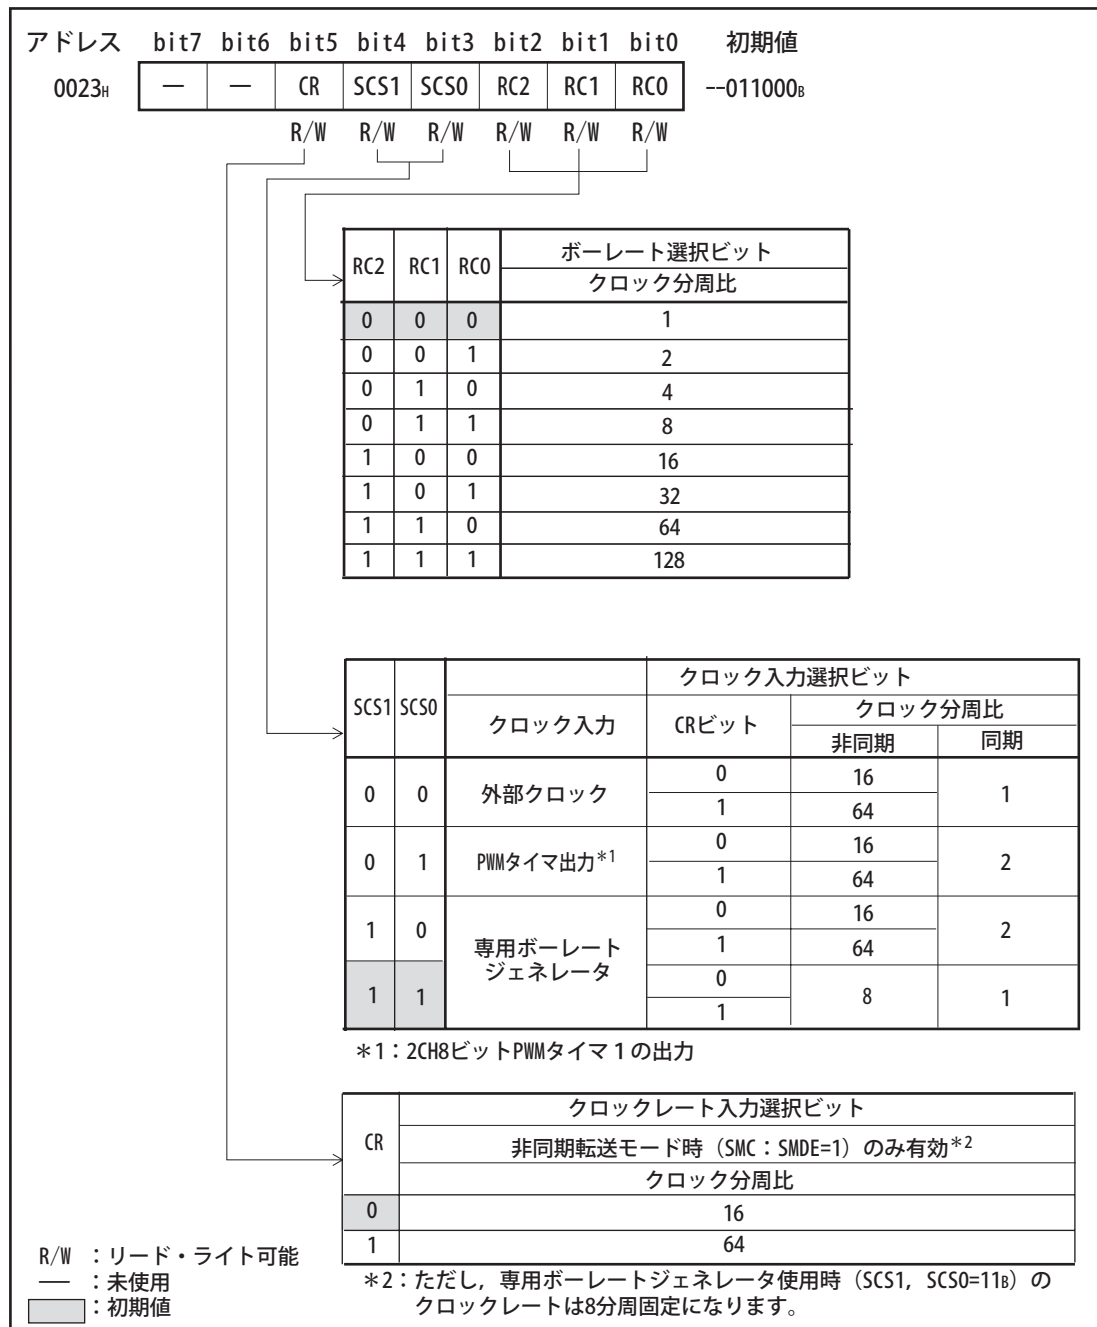 アドレス bit7 bit6 bit5 bit4 bit3 bit2 bit1 bit0 初期値
0023H — — CR SCS1 SCS0 RC2 RC1 RC0 --011000B
R/W R/W R/W R/W R/W R/W
RC2 RC1 RC0 ボーレート選択ビット
クロック分周比
0 0 0 1
0 0 1 2
0 1 0 4
0 1 1 8
1 0 0 16
1 0 1 32
1 1 0 64
1 1 1 128
クロック入力選択ビット
SCS1 SCS0 クロック入力 CRビット クロック分周比
非同期 同期
0 0 外部クロック 0 16 1
1 64
0 1 PWMタイマ出力*1 0 16 2
1 64
1 0 専用ボーレート 0 16 2
ジェネレータ 1 64
1 1 0 8 1
1
*1:2CH8ビットPWMタイマ1の出力
CR クロックレート入力選択ビット
非同期転送モード時(SMC:SMDE=1)のみ有効*2
クロック分周比
0 16
1 64
*2:ただし,専用ボーレートジェネレータ使用時(SCS1, SCS0=11B)の
クロックレートは8分周固定になります。
R/W :リード・ライト可能
— :未使用
:初期値